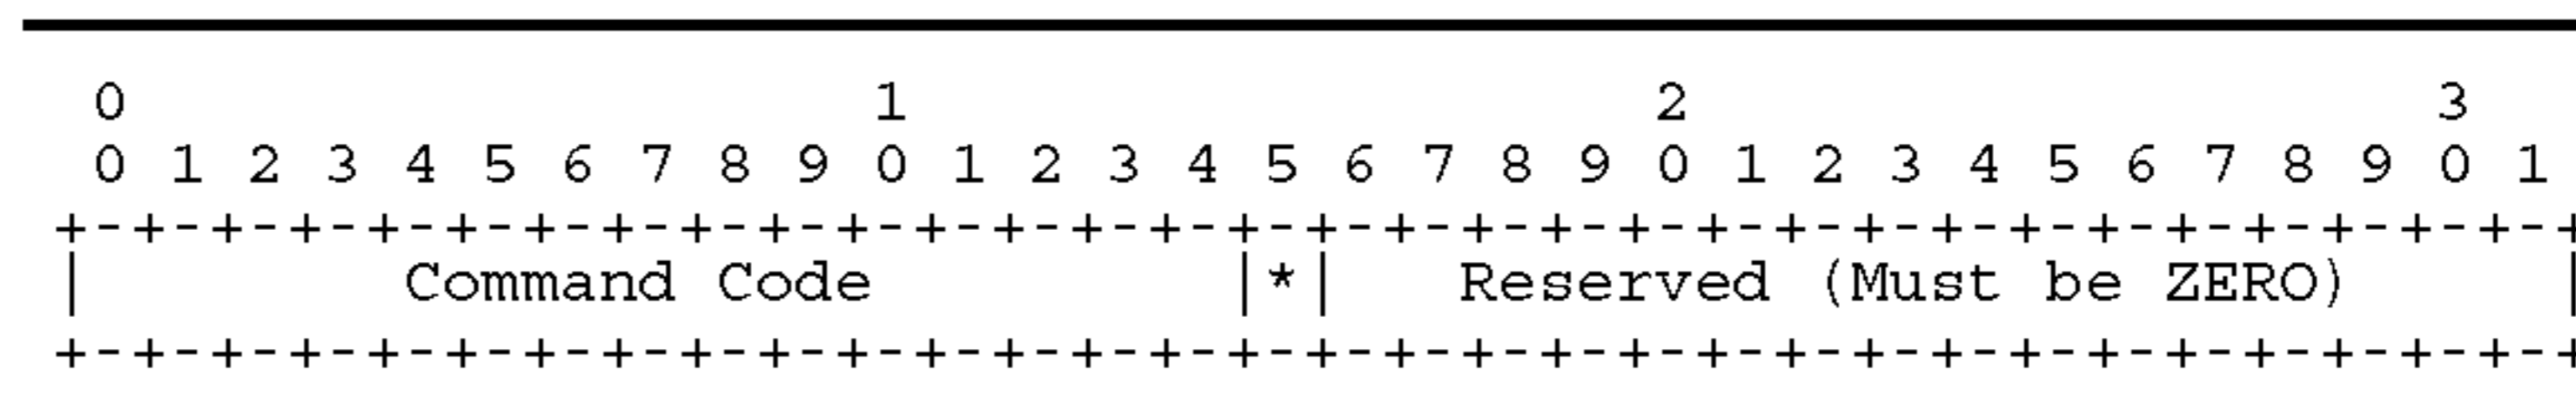 0                   1                   2                   3
0 1 2 3 4 5 6 7 8 9 0 1 2 3 4 5 6 7 8 9 0 1 2 3 4 5 6 7 8 9 0 1
+-+-+-+-+-+-+-+-+-+-+-+-+-+-+-+-+-+-+-+-+-+-+-+-+-+-+-+-+-+-+-+-+
|        Command Code         |*|   Reserved (Must be ZERO)     |
+-+-+-+-+-+-+-+-+-+-+-+-+-+-+-+-+-+-+-+-+-+-+-+-+-+-+-+-+-+-+-+-+